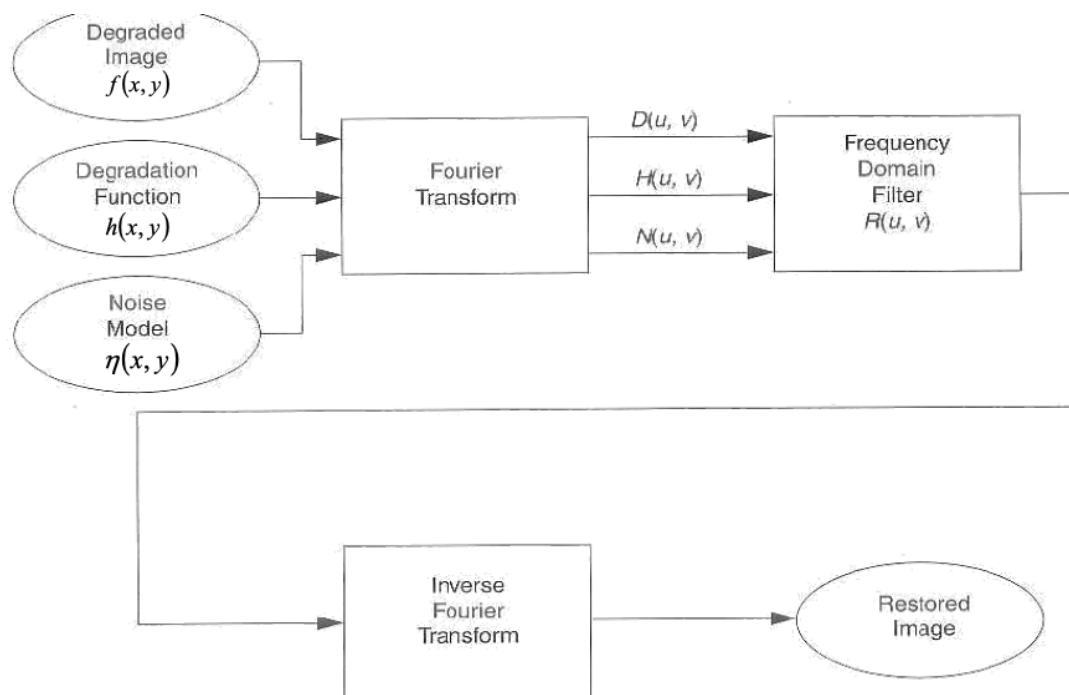 Degraded
Image
f(x, y)
Degradation
Function
h(x, y)
Noise
Model
η(x, y)
Fourier
Transform
D(u, v)
H(u, v)
N(u, v)
Frequency
Domain
Filter
R(u, v)
Inverse
Fourier
Transform
Restored
Image